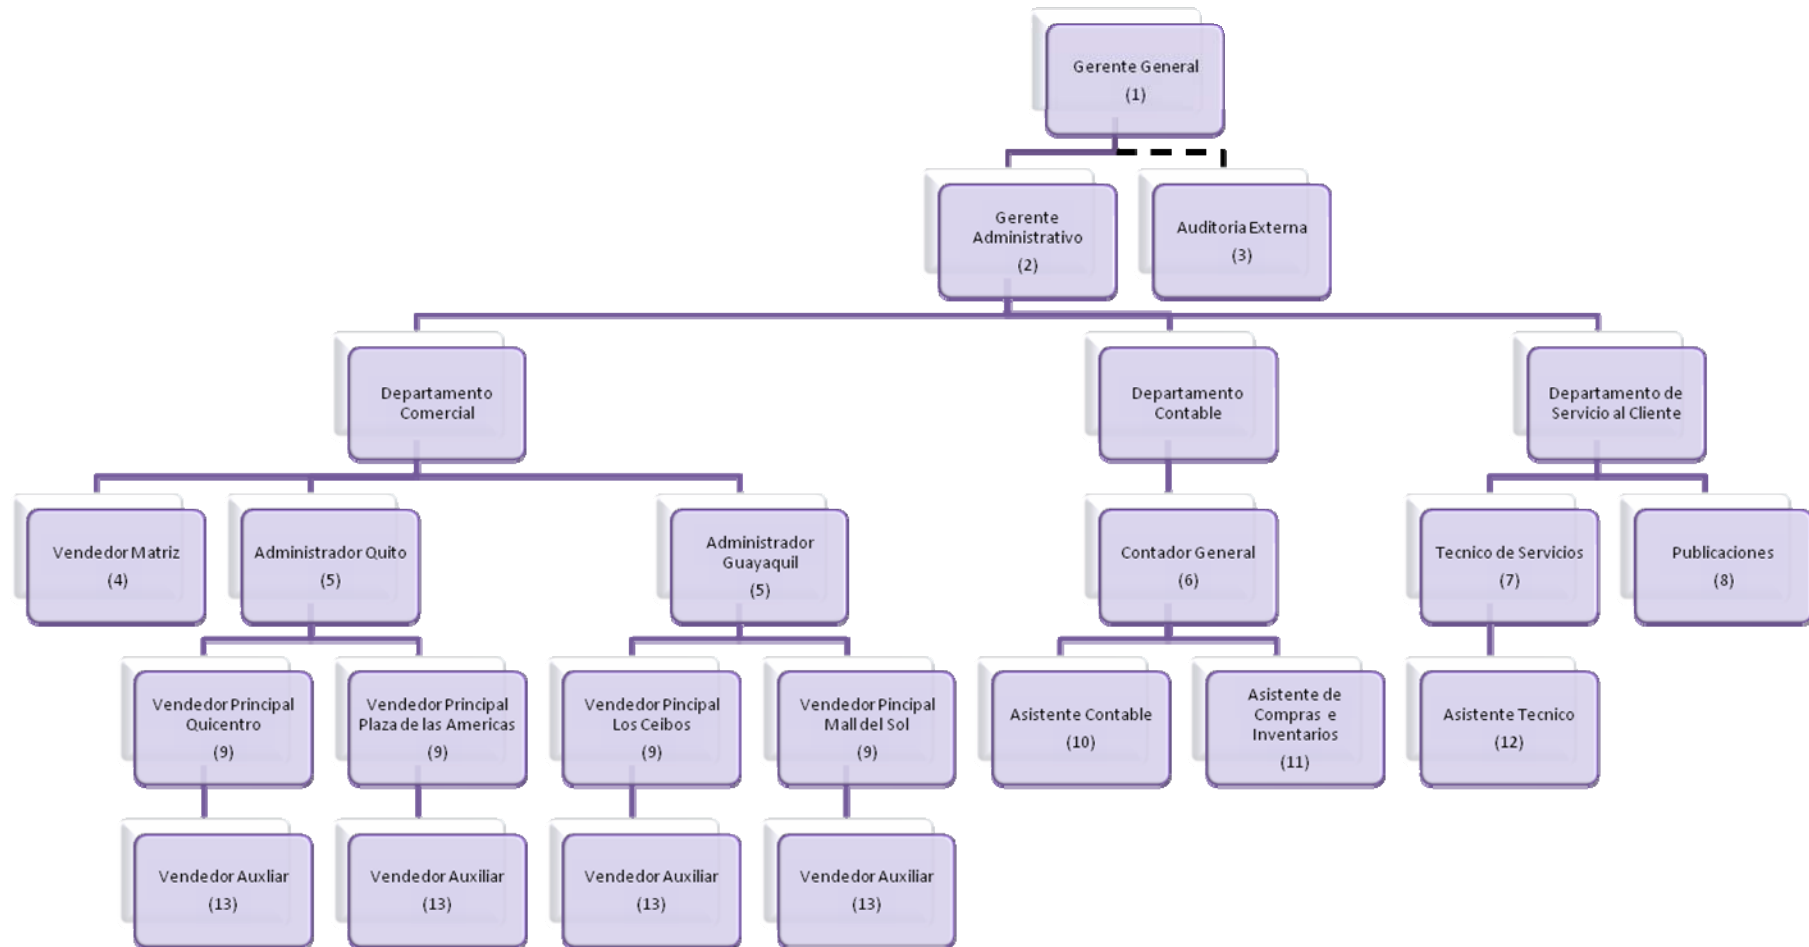 Gerente General
(1)
Gerente
Administrativo
(2)
Auditoria Externa
(3)
Departamento
Comercial
Departamento
Contable
Departamento de
Servicio al Cliente
Vendedor Matriz
(4)
Administrador Quito
(5)
Administrador
Guayaquil
(5)
Contador General
(6)
Tecnico de Servicios
(7)
Publicaciones
(8)
Vendedor Principal
Quicentro
(9)
Vendedor Principal
Plaza de las Americas
(9)
Vendedor Pincipal
Los Ceibos
(9)
Vendedor Pincipal
Mall del Sol
(9)
Asistente Contable
(10)
Asistente de
Compras e
Inventarios
(11)
Asistente Tecnico
(12)
Vendedor Auxliar
(13)
Vendedor Auxiliar
(13)
Vendedor Auxiliar
(13)
Vendedor Auxiliar
(13)